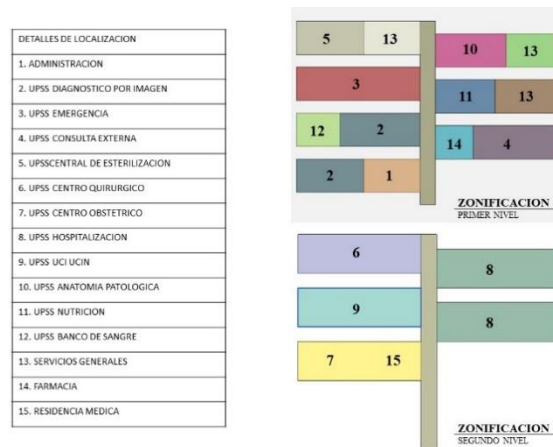 DETALLES DE LOCALIZACION
1. ADMINISTRACION
2. UPSS DIAGNOSTICO POR IMAGEN
3. UPSS EMERGENCIA
4. UPSS CONSULTA EXTERNA
5. UPSSCENTRAL DE ESTERILIZACION
6. UPSS CENTRO QUIRURGICO
7. UPSS CENTRO OBSTETRICO
8. UPSS HOSPITALIZACION
9. UPSS UCI UCIN
10. UPSS ANATOMIA PATOLOGICA
11. UPSS NUTRICION
12. UPSS BANCO DE SANGRE
13. SERVICIOS GENERALES
14. FARMACIA
15. RESIDENCIA MEDICA
5 13
10 13
3
11 13
12 2
14 4
2 1
ZONIFICACION
PRIMER NIVEL
6
8
9
8
7 15
ZONIFICACION
SEGUNDO NIVEL